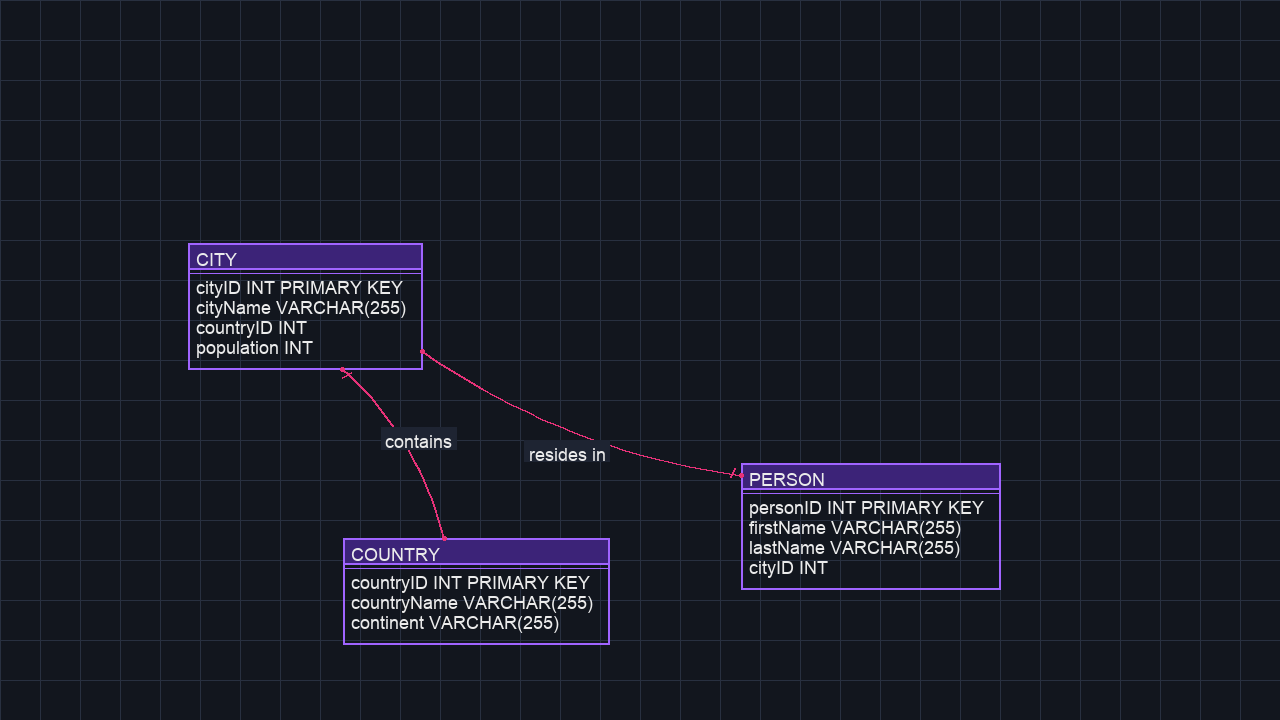 CITY
cityID INT PRIMARY KEY
cityName VARCHAR(255)
countryID INT
population INT
contains
resides in
COUNTRY
countryID INT PRIMARY KEY
countryName VARCHAR(255)
continent VARCHAR(255)
PERSON
personID INT PRIMARY KEY
firstName VARCHAR(255)
lastName VARCHAR(255)
cityID INT